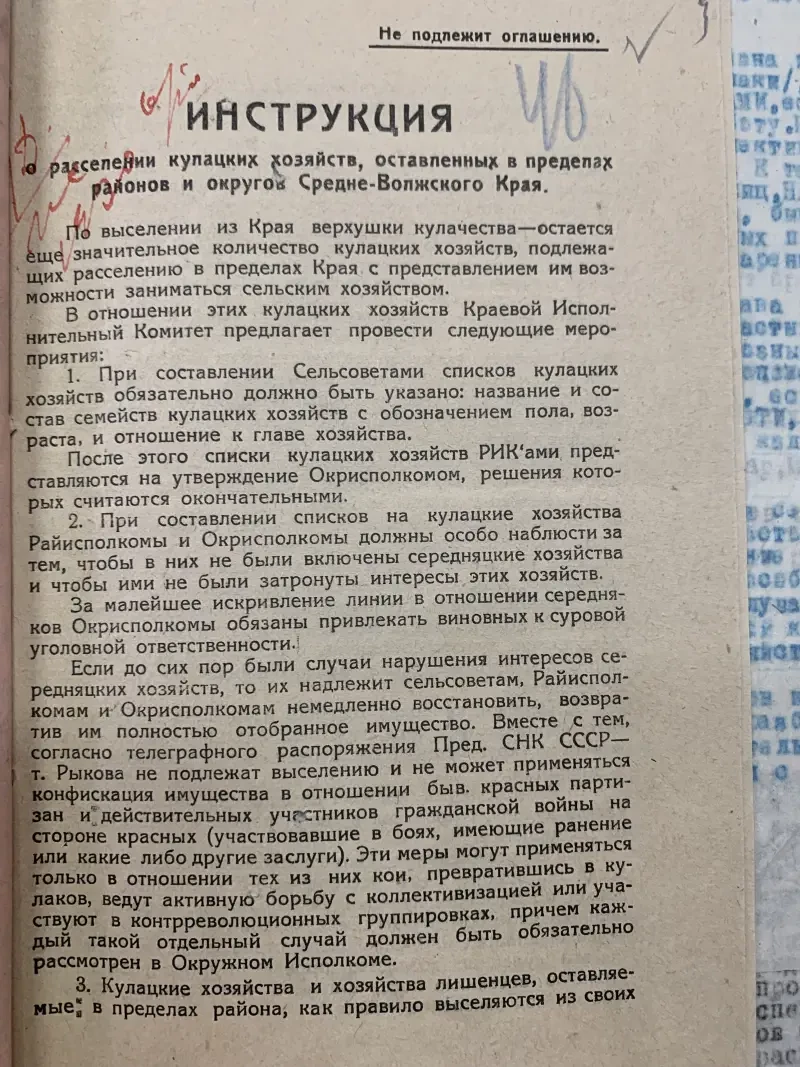 Не подлежит оглашению.
ИНСТРУКЦИЯ
о расселении кулацких хозяйств, оставленных в пределах
районов и округов Средне-Волжского Края.
По выселении из Края верхушки кулачества—остается
еще значительное количество кулацких хозяйств, подлежа-
щих расселению в пределах Края с представлением им воз-
можности заниматься сельским хозяйством.
В отношении этих кулацких хозяйств Краевой Испол-
нительный Комитет предлагает провести следующие меро-
приятия:
1. При составлении Сельсоветами списков кулацких
хозяйств обязательно должно быть указано: название и со-
став семейств кулацких хозяйств с обозначением пола, воз-
раста, и отношение к главе хозяйства.
После этого списки кулацких хозяйств РИК‘ами пред-
ставляются на утверждение Окрисполкомом, решения кото-
рых считаются окончательными.
2. При составлении списков на кулацкие хозяйства
Райисполкомы и Окрисполкомы должны особо наблюсти за
тем, чтобы в них не были включены середняцкие хозяйства
и чтобы ими не были затронуты интересы этих хозяйств.
За малейшее искривление линии в отношении середня-
ков Окрисполкомы обязаны привлекать виновных к суровой
уголовной ответственности.
Если до сих пор были случаи нарушения интересов се-
редняцких хозяйств, то их надлежит сельсоветам, Райиспол-
комам и Окрисполкомам немедленно восстановить, возвра-
тив им полностью отобранное имущество. Вместе с тем,
согласно телеграфного распоряжения Пред. СНК СССР—
т. Рыкова не подлежат выселению и не может применяться
конфискация имущества в отношении быв. красных парти-
зан и действительных участников гражданской войны на
стороне красных (участвовавшие в боях, имеющие ранение
или какие либо другие заслуги). Эти меры могут применяться
только в отношении тех из них кои, превратившись в ку-
лаков, ведут активную борьбу с коллективизацией или уча-
ствуют в контрреволюционных группировках, причем каж-
дый такой отдельный случай должен быть обязательно
рассмотрен в Окружном Исполкоме.
3. Кулацкие хозяйства и хозяйства лишенцев, оставляе-
мые в пределах района, как правило выселяются из своих